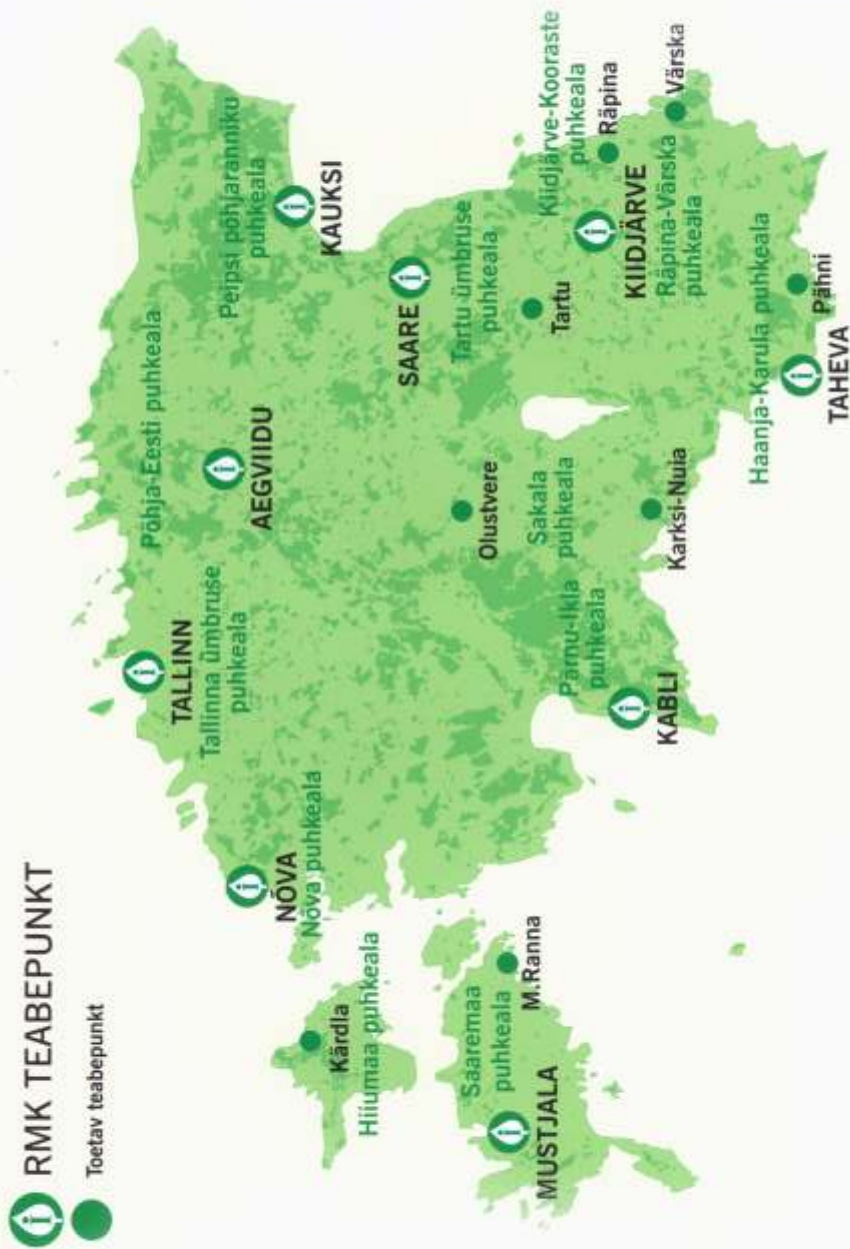 RMK TEABEPUNKT
Toetav teabepunkt
TALLINN
Tallinna ümbruse
puhkeala
Põhja-Eesti puhkeala
AEGVIIDU
Peipsi põhjaranniku
puhkeala
KAUKSI
NÕVA
Nõva puhkeala
Kärdla
Hiiumaa puhkeala
SAARE
Tartu ümbruse
puhkeala
Tartu
Olustvere
Sakala
puhkeala
Saaremaa
puhkeala
M.Ranna
MUSTJALA
Pärnu-Ikla
puhkeala
KABLI
Karksi-Nuia
Kiidjärve-Kooraste
puhkeala
Räpina
KIIDJÄRVE
Räpina-Värska
puhkeala
Värska
Haanja-Karula puhkeala
Pähni
TAHEVA